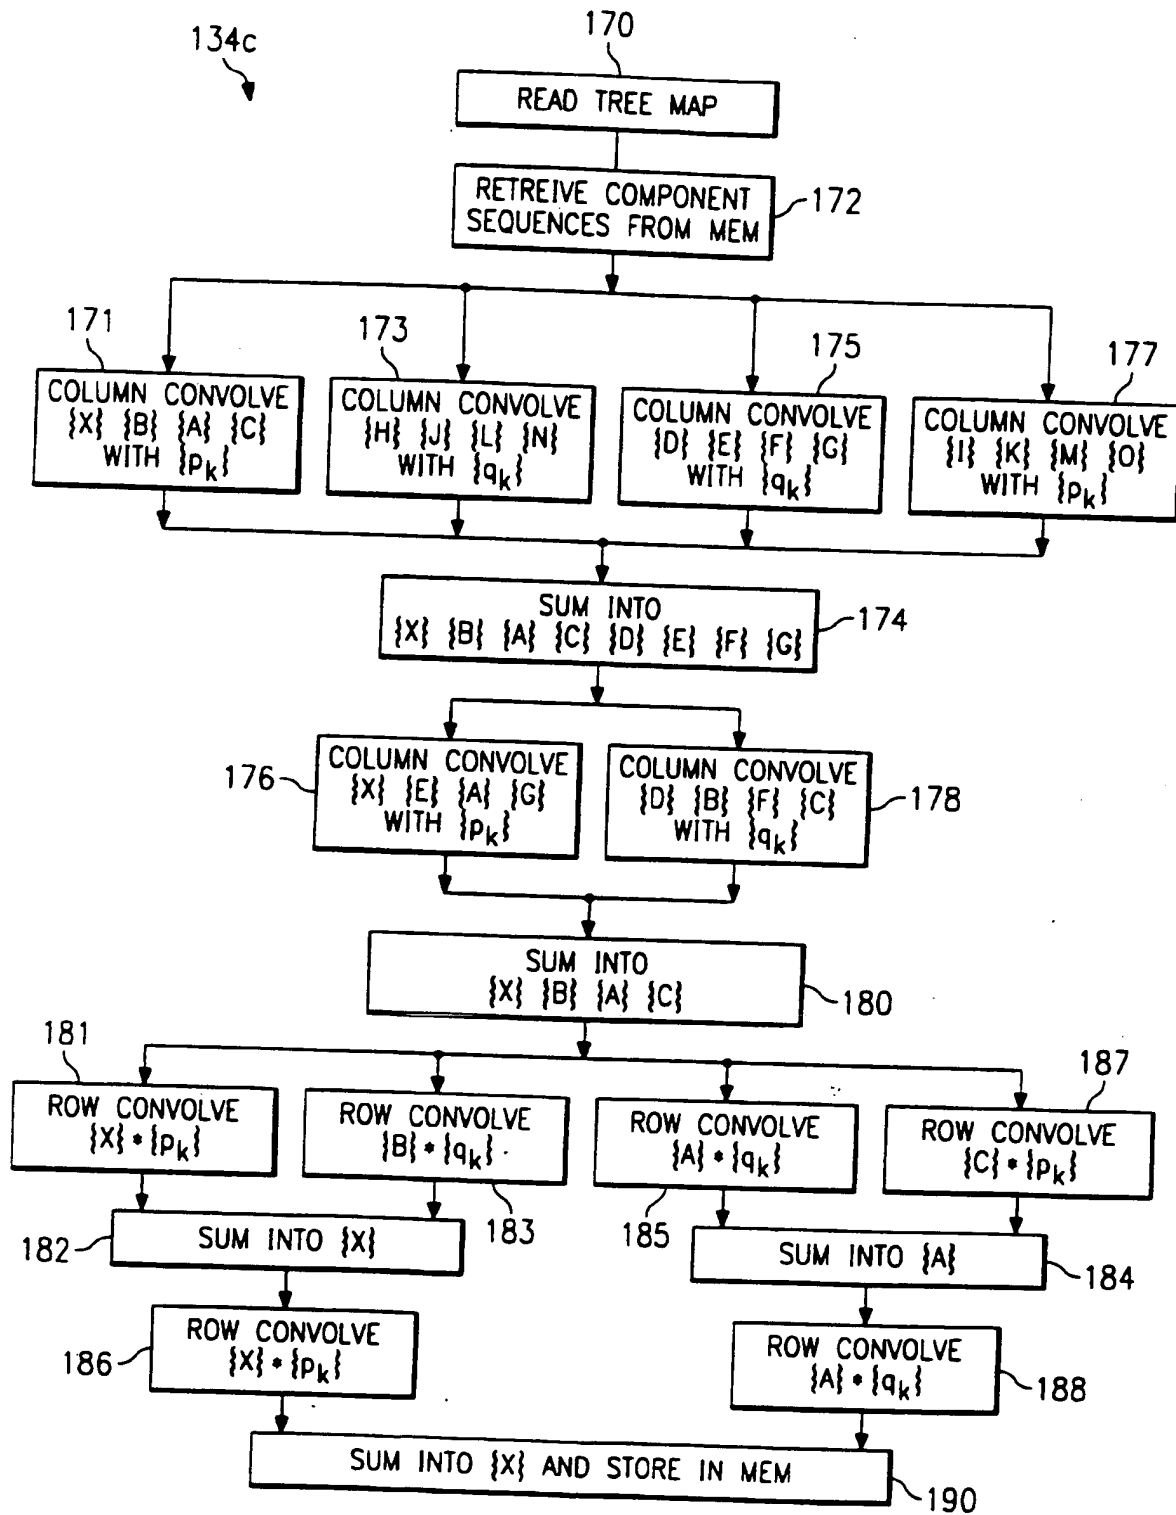 134c
170
READ TREE MAP
RETREIVE COMPONENT
SEQUENCES FROM MEM
172
171
173
175
177
COLUMN CONVOLVE
{X} {B} {A} {C}
WITH {pk}
COLUMN CONVOLVE
{H} {J} {L} {N}
WITH {qk}
COLUMN CONVOLVE
{D} {E} {F} {G}
WITH {qk}
COLUMN CONVOLVE
{I} {K} {M} {O}
WITH {pk}
SUM INTO
{X} {B} {A} {C} {D} {E} {F} {G}
174
176
COLUMN CONVOLVE
{X} {E} {A} {G}
WITH {pk}
COLUMN CONVOLVE
{D} {B} {F} {C}
WITH {qk}
178
SUM INTO
{X} {B} {A} {C}
180
181
187
ROW CONVOLVE
{X} * {pk}
ROW CONVOLVE
{B} * {qk}
ROW CONVOLVE
{A} * {qk}
ROW CONVOLVE
{C} * {pk}
182
SUM INTO {X}
183
185
SUM INTO {A}
184
186
ROW CONVOLVE
{X} * {pk}
ROW CONVOLVE
{A} * {qk}
188
SUM INTO {X} AND STORE IN MEM
190